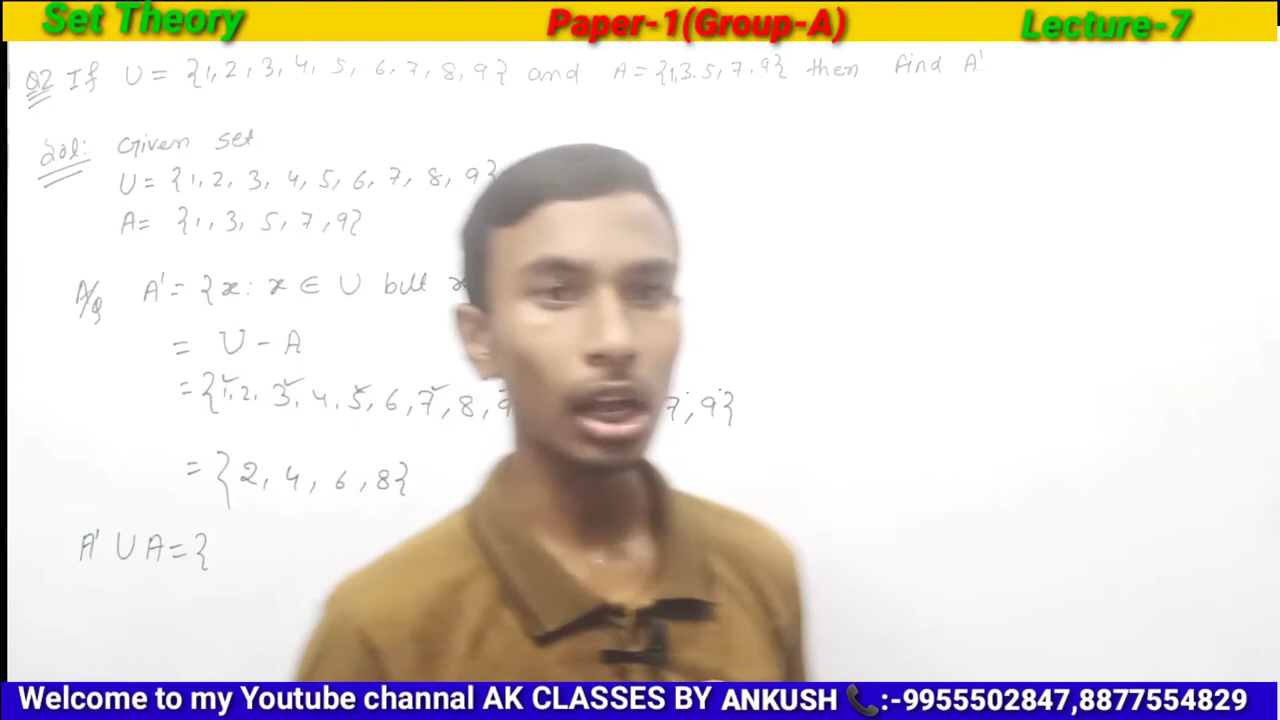 Set Theory
Paper-1(Group-A)
Lecture-7
Q2 If U = {1, 2, 3, 4, 5, 6, 7, 8, 9} and A = {1, 3. 5, 7, 9} then Find A'
Sol: Given set
U = {1, 2, 3, 4, 5, 6, 7, 8, 9}
A = {1, 3, 5, 7, 9}
A/Q A' = {x : x ∈ U but x
= U - A
= {1, 2, 3, 4, 5, 6, 7, 8, 9 7, 9}
= {2, 4, 6, 8}
A' U A = {
Welcome to my Youtube channal AK CLASSES BY ANKUSH 📞:-9955502847,8877554829